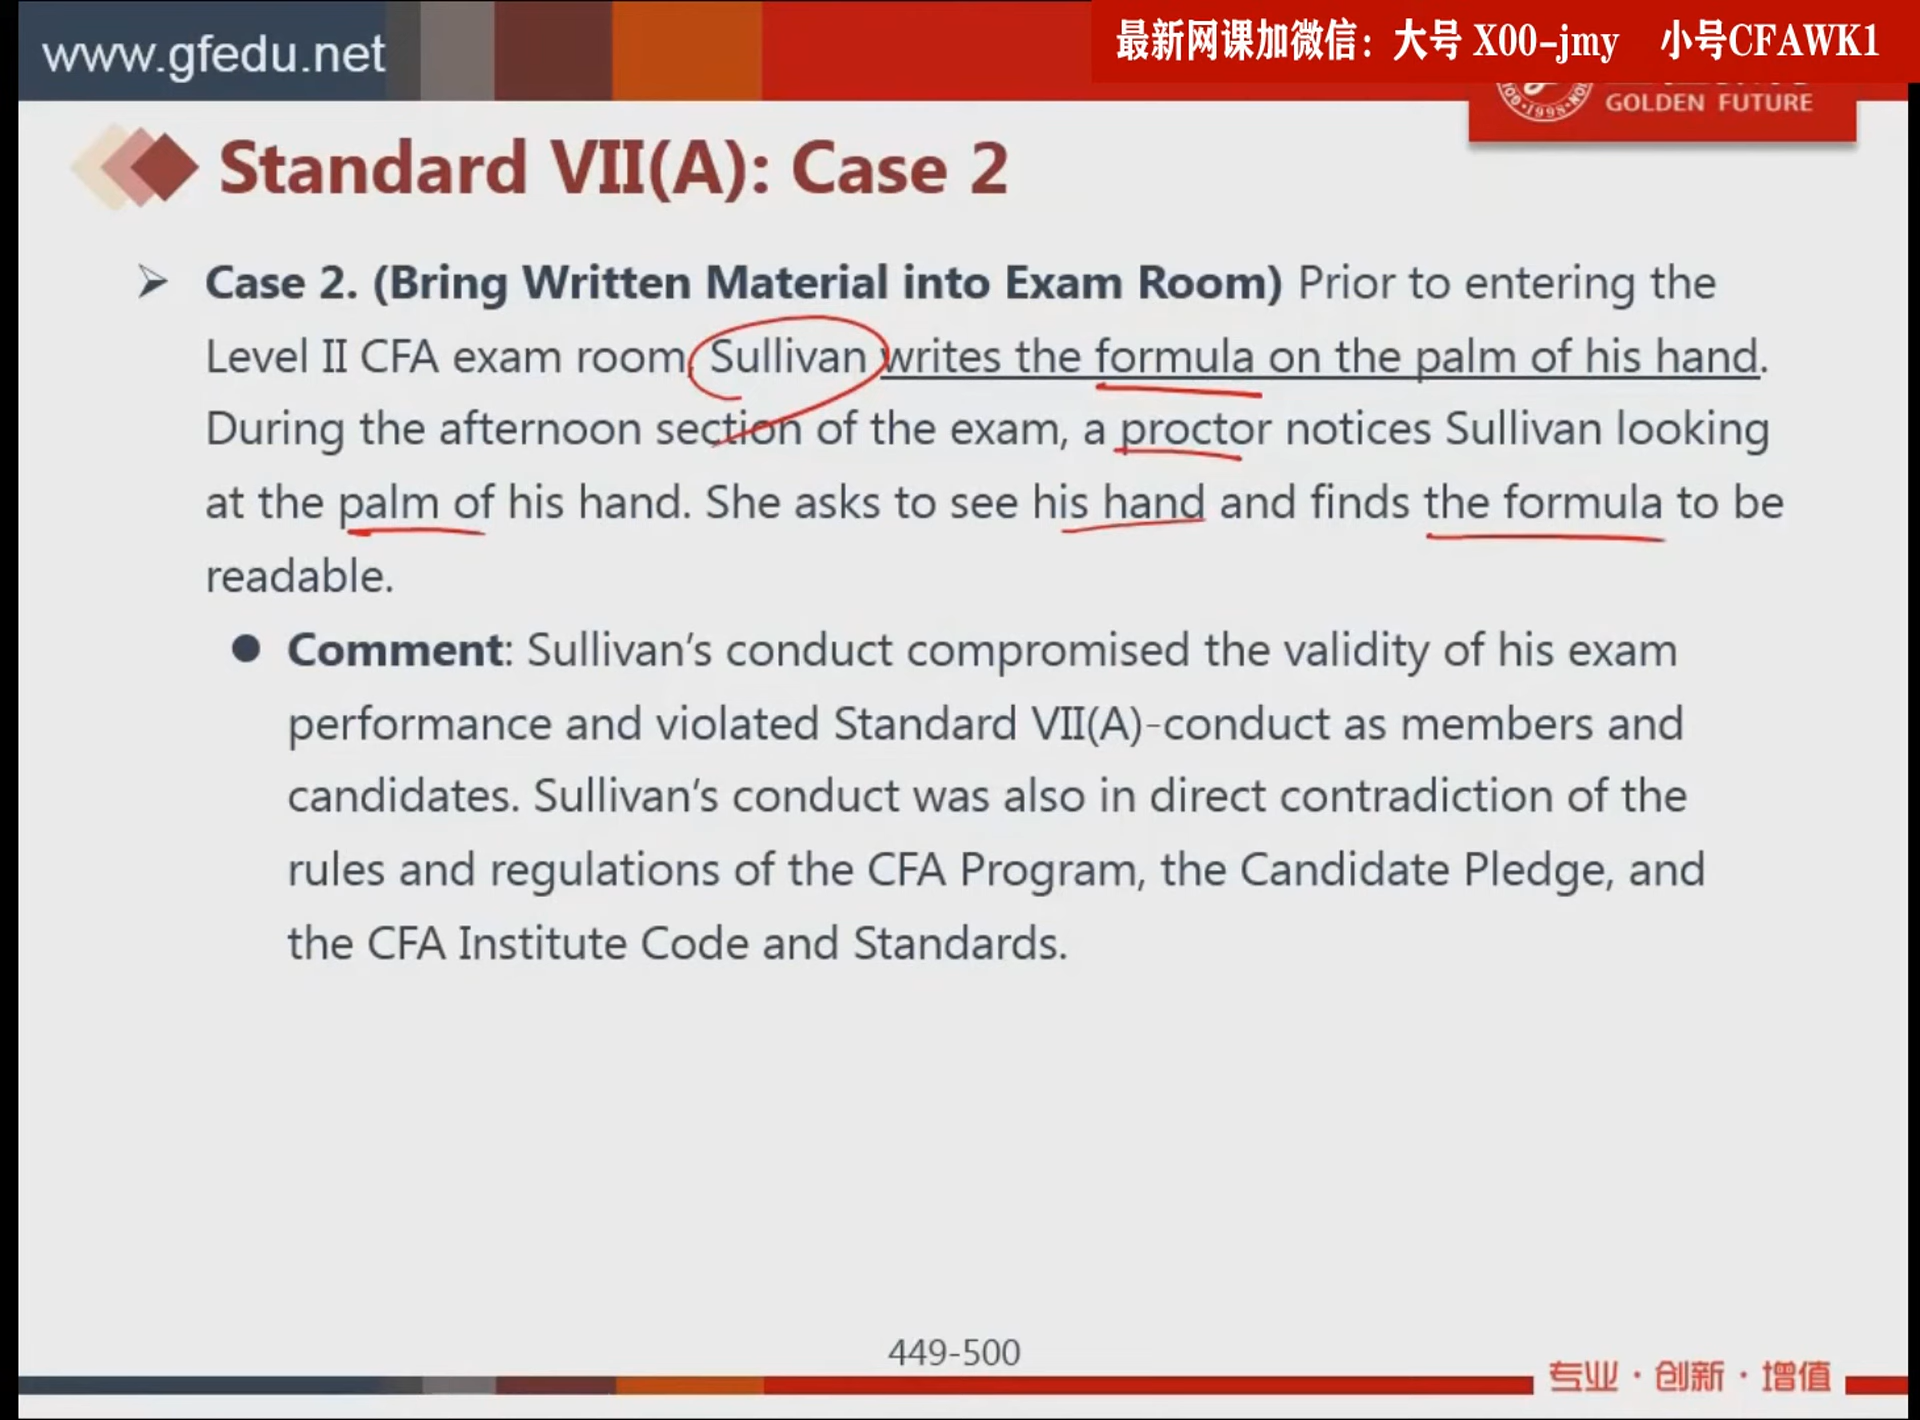 www.gfedu.net
最新网课加微信：大号 X00-jmy 小号CFAWK1
GOLDEN FUTURE
Standard VII(A): Case 2
➢ Case 2. (Bring Written Material into Exam Room) Prior to entering the
Level II CFA exam room, Sullivan writes the formula on the palm of his hand.
During the afternoon section of the exam, a proctor notices Sullivan looking
at the palm of his hand. She asks to see his hand and finds the formula to be
readable.
● Comment: Sullivan’s conduct compromised the validity of his exam
performance and violated Standard VII(A)-conduct as members and
candidates. Sullivan’s conduct was also in direct contradiction of the
rules and regulations of the CFA Program, the Candidate Pledge, and
the CFA Institute Code and Standards.
449-500
专业·创新·增值